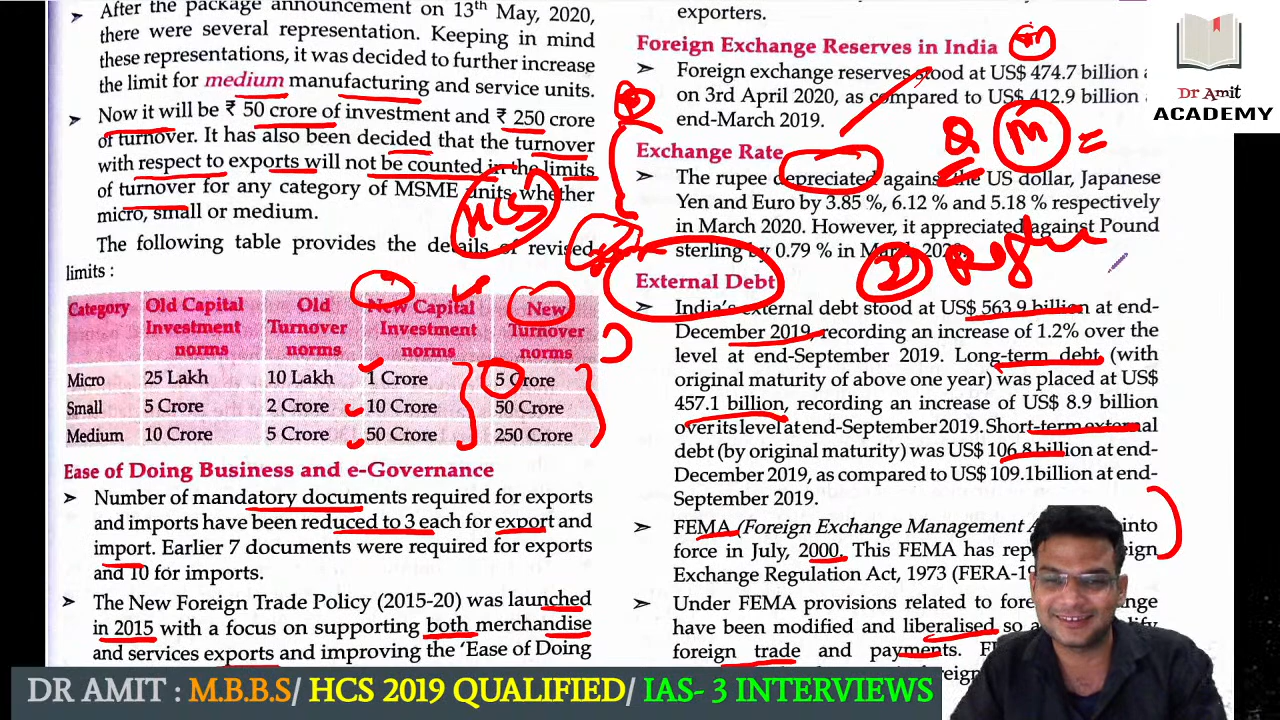 After the package announcement on 13th May, 2020,
there were several representation. Keeping in mind
these representations, it was decided to further increase
the limit for medium manufacturing and service units.
➢ Now it will be ₹ 50 crore of investment and ₹ 250 crore
of turnover. It has also been decided that the turnover
with respect to exports will not be counted in the limits
of turnover for any category of MSME units whether
micro, small or medium.
The following table provides the details of revised
limits :
Category Old Capital Investment norms Old Turnover norms New Capital Investment norms New Turnover norms
Micro 25 Lakh 10 Lakh 1 Crore 5 Crore
Small 5 Crore 2 Crore 10 Crore 50 Crore
Medium 10 Crore 5 Crore 50 Crore 250 Crore
Ease of Doing Business and e-Governance
➢ Number of mandatory documents required for exports
and imports have been reduced to 3 each for export and
import. Earlier 7 documents were required for exports
and 10 for imports.
➢ The New Foreign Trade Policy (2015-20) was launched
in 2015 with a focus on supporting both merchandise
and services exports and improving the 'Ease of Doing
HCS
exporters.
Foreign Exchange Reserves in India
➢ Foreign exchange reserves stood at US$ 474.7 billion
on 3rd April 2020, as compared to US$ 412.9 billion
end-March 2019.
Exchange Rate
➢ The rupee depreciated against the US dollar, Japanese
Yen and Euro by 3.85 %, 6.12 % and 5.18 % respectively
in March 2020. However, it appreciated against Pound
sterling by 0.79 % in March 2020.
External Debt
➢ India's external debt stood at US$ 563.9 billion at end-
December 2019, recording an increase of 1.2% over the
level at end-September 2019. Long-term debt (with
original maturity of above one year) was placed at US$
457.1 billion, recording an increase of US$ 8.9 billion
over its level at end-September 2019. Short-term external
debt (by original maturity) was US$ 106.8 billion at end-
December 2019, as compared to US$ 109.1billion at end-
September 2019.
➢ FEMA (Foreign Exchange Management into
force in July, 2000. This FEMA has
Exchange Regulation Act, 1973
➢ Under FEMA provisions related to
have been modified and liberalised so
foreign trade and payments.
M =
Dr Amit
ACADEMY
DR AMIT : M.B.B.S/ HCS 2019 QUALIFIED/ IAS- 3 INTERVIEWS